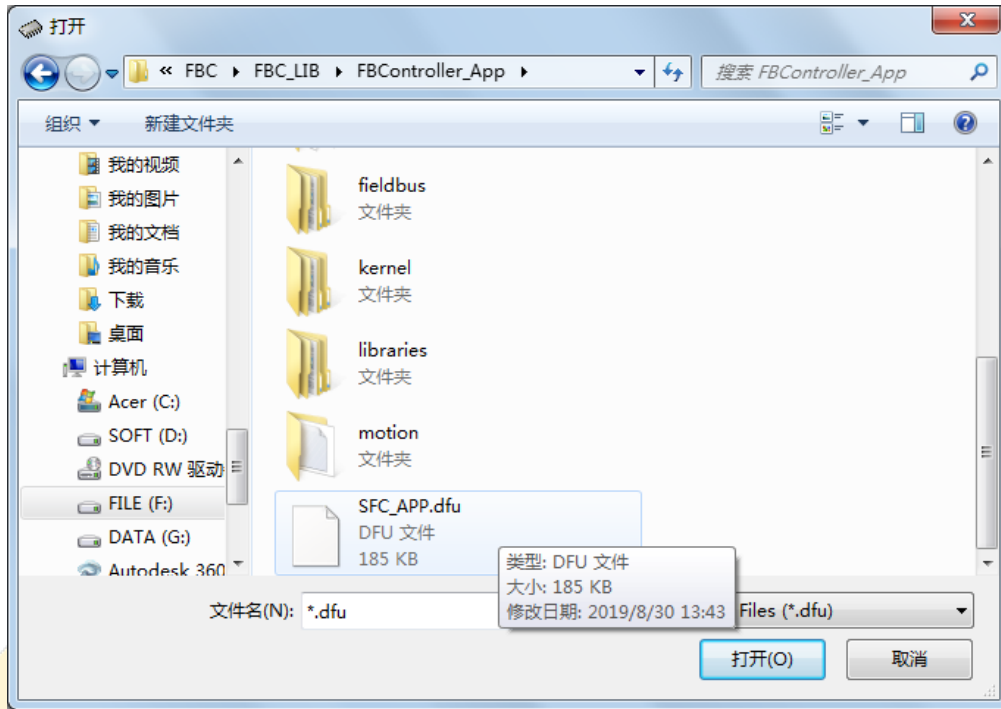 打开
« FBC ▸ FBC_LIB ▸ FBController_App ▸
搜索 FBController_App
组织 ▼ 新建文件夹
我的视频
我的图片
我的文档
我的音乐
下载
桌面
计算机
Acer (C:)
SOFT (D:)
DVD RW 驱动
FILE (F:)
DATA (G:)
Autodesk 360
fieldbus
文件夹
kernel
文件夹
libraries
文件夹
motion
文件夹
SFC_APP.dfu
DFU 文件
185 KB
类型: DFU 文件
大小: 185 KB
修改日期: 2019/8/30 13:43
文件名(N): *.dfu
Files (*.dfu)
打开(O) 取消